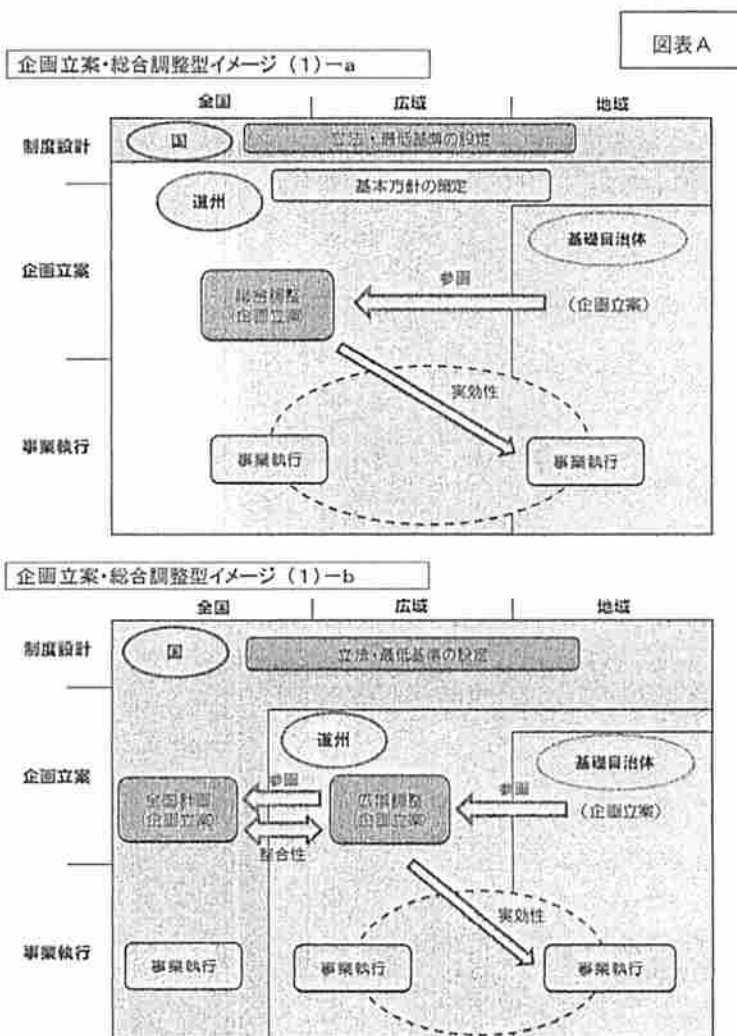 図表A
企画立案・総合調整型イメージ (1)-a
全国 広域 地域
制度設計
国
立法・最低基準の設定
道州
基本方針の策定
基礎自治体
企画立案
総合調整
(企画立案)
参画
(企画立案)
実効性
事業執行
事業執行
事業執行
企画立案・総合調整型イメージ (1)-b
全国 広域 地域
制度設計
国
立法・最低基準の設定
道州
基礎自治体
企画立案
全国計画
(企画立案)
参画
整合性
広域調整
(企画立案)
参画
(企画立案)
実効性
事業執行
事業執行
事業執行
事業執行